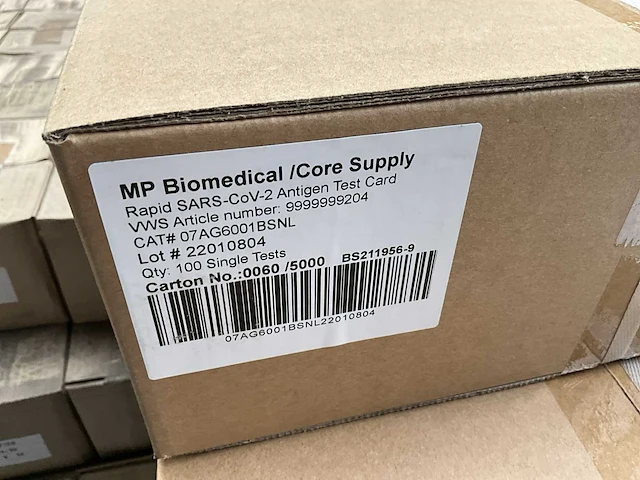 MP Biomedical /Core Supply
Rapid SARS-CoV-2 Antigen Test Card
VWS Article number: 9999999204
CAT# 07AG6001BSNL
Lot # 22010804
Qty: 100 Single Tests
Carton No.:0060 /5000 BS211956-9
07AG6001BSNL22010804